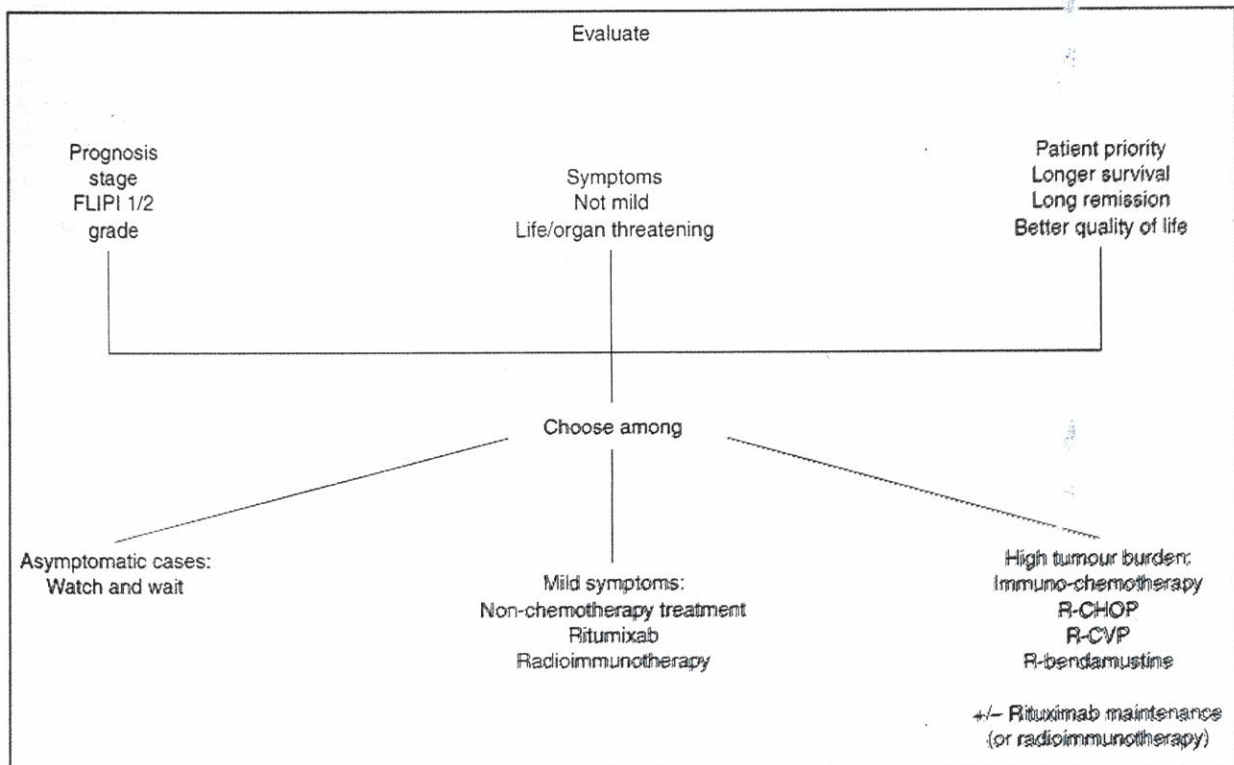 Evaluate
Prognosis
stage
FLIPI 1/2
grade
Symptoms
Not mild
Life/organ threatening
Patient priority
Longer survival
Long remission
Better quality of life
Choose among
Asymptomatic cases:
Watch and wait
Mild symptoms:
Non-chemotherapy treatment
Ritumixab
Radioimmunotherapy
High tumour burden:
Immuno-chemotherapy
R-CHOP
R-CVP
R-bendamustine
+/– Rituximab maintenance
(or radioimmunotherapy)